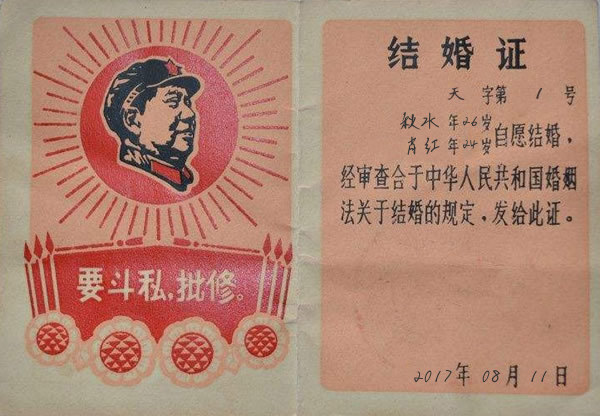 要斗私,批修。
结婚证
天 字第 1 号
秋水 年26岁
肖红 年24岁
自愿结婚,
经审查合于中华人民共和国婚姻
法关于结婚的规定,发给此证。
2017年 08月 11日